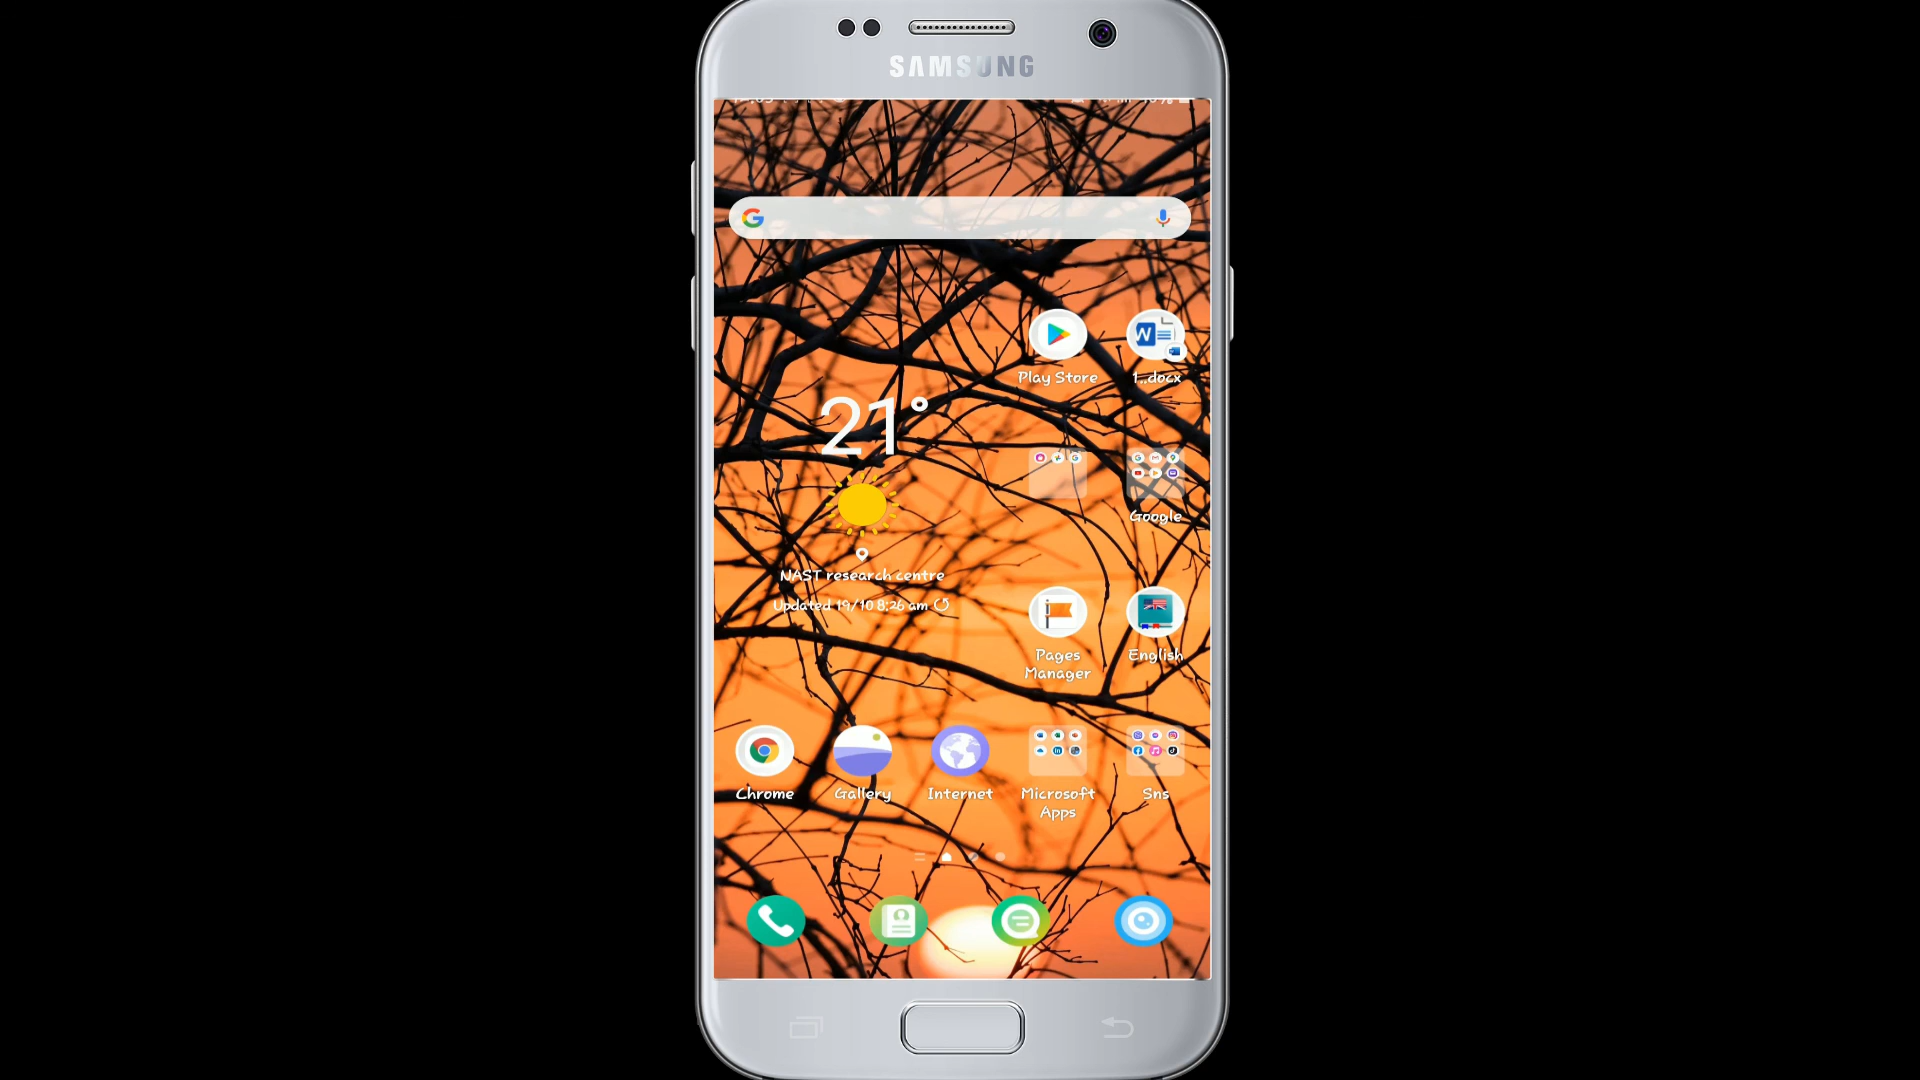 SAMSUNG
Play Store
1...docx
21°
Google
NAST research centre
Updated 19/10 8:26 am
Pages
Manager
English
Chrome
Gallery
Internet
Microsoft
Apps
Sns